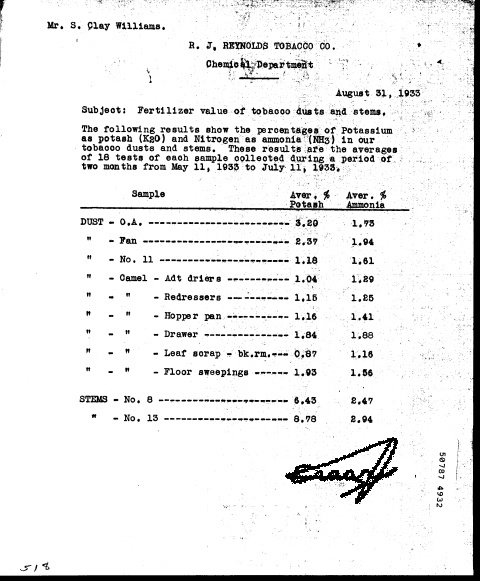 Mr. S. Clay Williams.
R. J. REYNOLDS TOBACCO CO.
Chemical Department
August 31, 1933
Subject: Fertilizer value of tobacco dusts and stems.
The following results show the percentages of Potassium
as potash (K2O) and Nitrogen as ammonia (NH3) in our
tobacco dusts and stems. These results are the averages
of 18 tests of each sample collected during a period of
two months from May 11, 1933 to July 11, 1933.
Sample Aver. % Potash Aver. % Ammonia
DUST - O.A. ---------------------------- 3.20 1.73
" - Fan ----------------------------- 2.37 1.94
" - No. 11 -------------------------- 1.18 1.61
" - Camel - Adt driers ------------ 1.04 1.29
" - " - Redressers ------------ 1.15 1.25
" - " - Hopper pan ------------ 1.16 1.41
" - " - Drawer ---------------- 1.84 1.88
" - " - Leaf scrap - bk.rm.--- 0.87 1.16
" - " - Floor sweepings ------ 1.93 1.56
STEMS - No. 8 -------------------------- 6.43 2.47
" - No. 13 ------------------------- 8.78 2.94
50787 4932
518